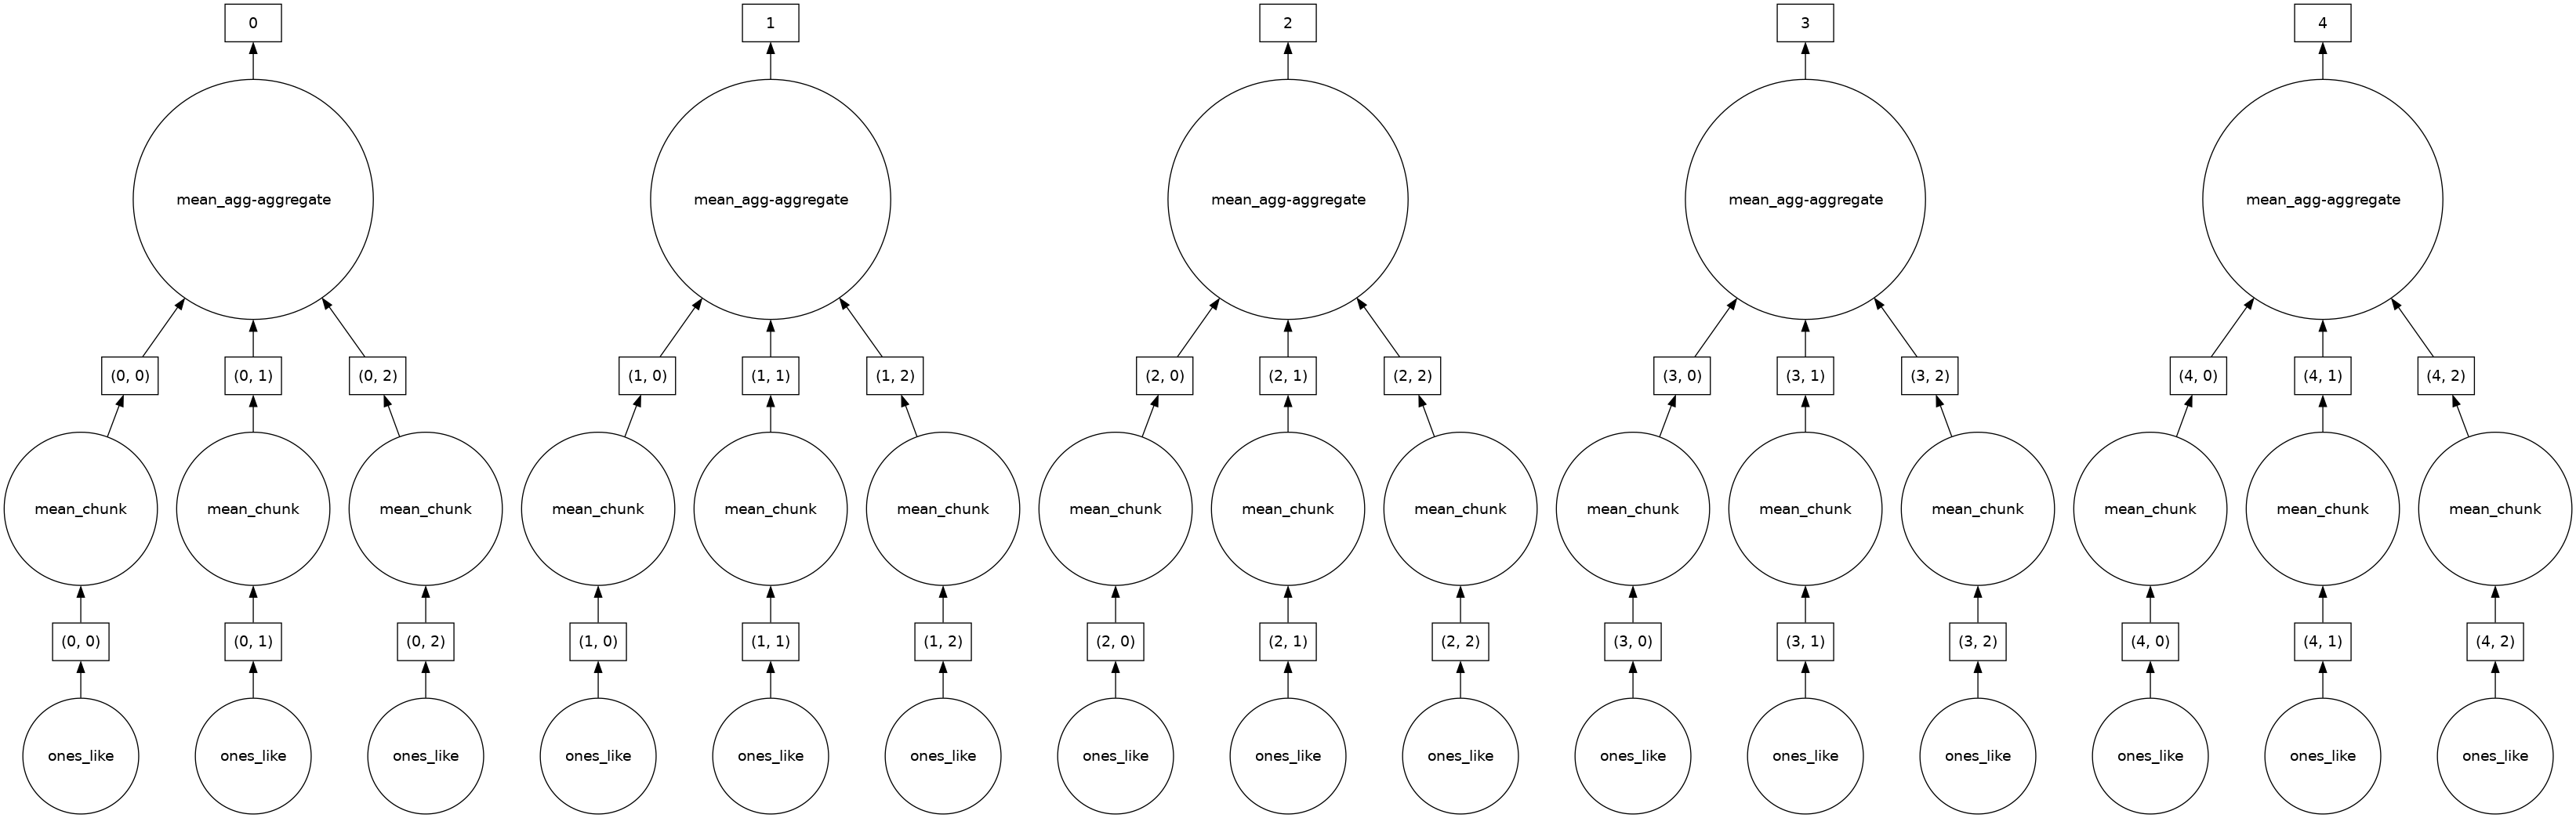 0 1 2 3 4
mean_agg-aggregate mean_agg-aggregate mean_agg-aggregate mean_agg-aggregate mean_agg-aggregate
(0, 0) (0, 1) (0, 2) (1, 0) (1, 1) (1, 2) (2, 0) (2, 1) (2, 2) (3, 0) (3, 1) (3, 2) (4, 0) (4, 1) (4, 2)
mean_chunk mean_chunk mean_chunk mean_chunk mean_chunk mean_chunk mean_chunk mean_chunk mean_chunk mean_chunk mean_chunk mean_chunk mean_chunk mean_chunk mean_chunk
(0, 0) (0, 1) (0, 2) (1, 0) (1, 1) (1, 2) (2, 0) (2, 1) (2, 2) (3, 0) (3, 1) (3, 2) (4, 0) (4, 1) (4, 2)
ones_like ones_like ones_like ones_like ones_like ones_like ones_like ones_like ones_like ones_like ones_like ones_like ones_like ones_like ones_like